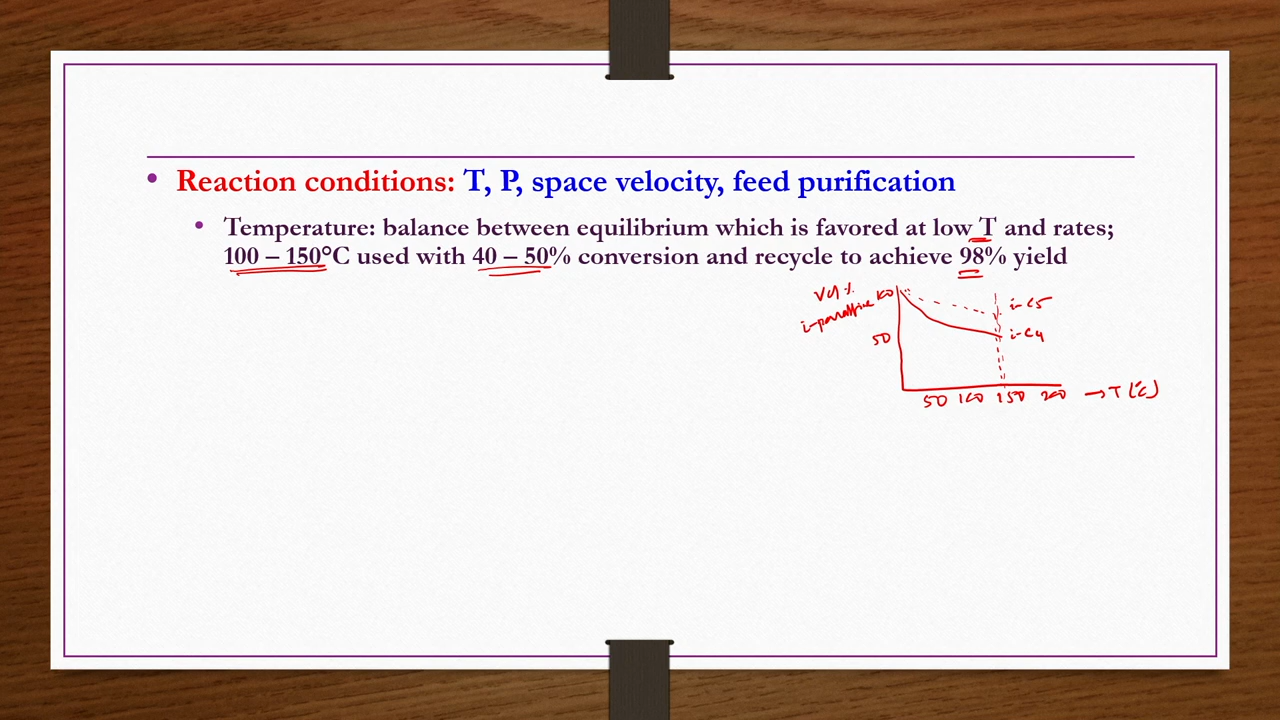 • Reaction conditions: T, P, space velocity, feed purification
• Temperature: balance between equilibrium which is favored at low T and rates;
100 – 150°C used with 40 – 50% conversion and recycle to achieve 98% yield
Vol %
i-paraffins 100
i-C5
50
i-C4
50 100 150 200 → T (°C)